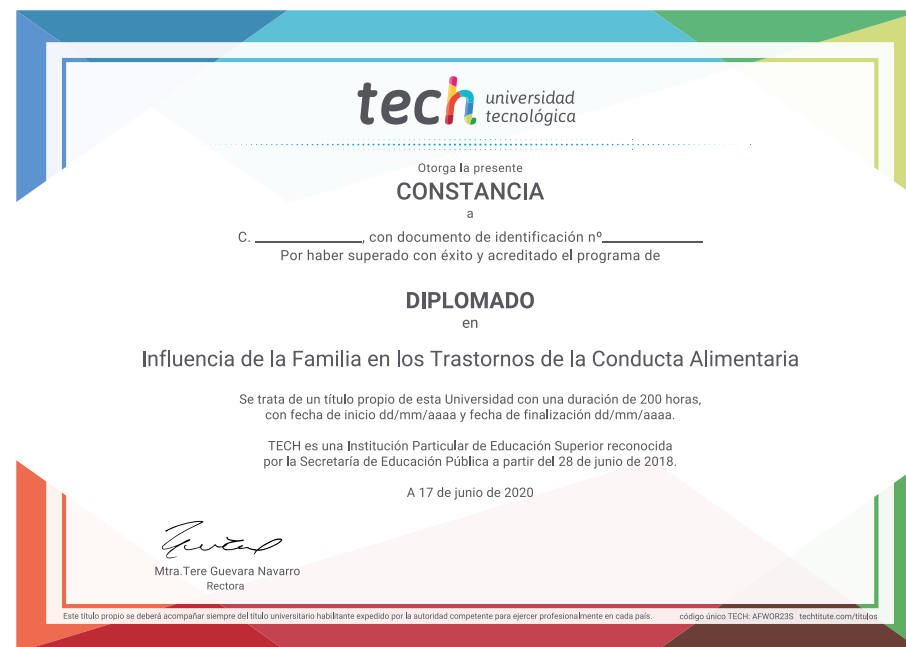 tech universidad
tecnológica
Otorga la presente
CONSTANCIA
a
C. ____________, con documento de identificación nº____________
Por haber superado con éxito y acreditado el programa de
DIPLOMADO
en
Influencia de la Familia en los Trastornos de la Conducta Alimentaria
Se trata de un título propio de esta Universidad con una duración de 200 horas,
con fecha de inicio dd/mm/aaaa y fecha de finalización dd/mm/aaaa.
TECH es una Institución Particular de Educación Superior reconocida
por la Secretaría de Educación Pública a partir del 28 de junio de 2018.
A 17 de junio de 2020
Mtra.Tere Guevara Navarro
Rectora
Este título propio se deberá acompañar siempre del título universitario habilitante expedido por la autoridad competente para ejercer profesionalmente en cada país. código único TECH: AFWOR23S techtitute.com/titulos